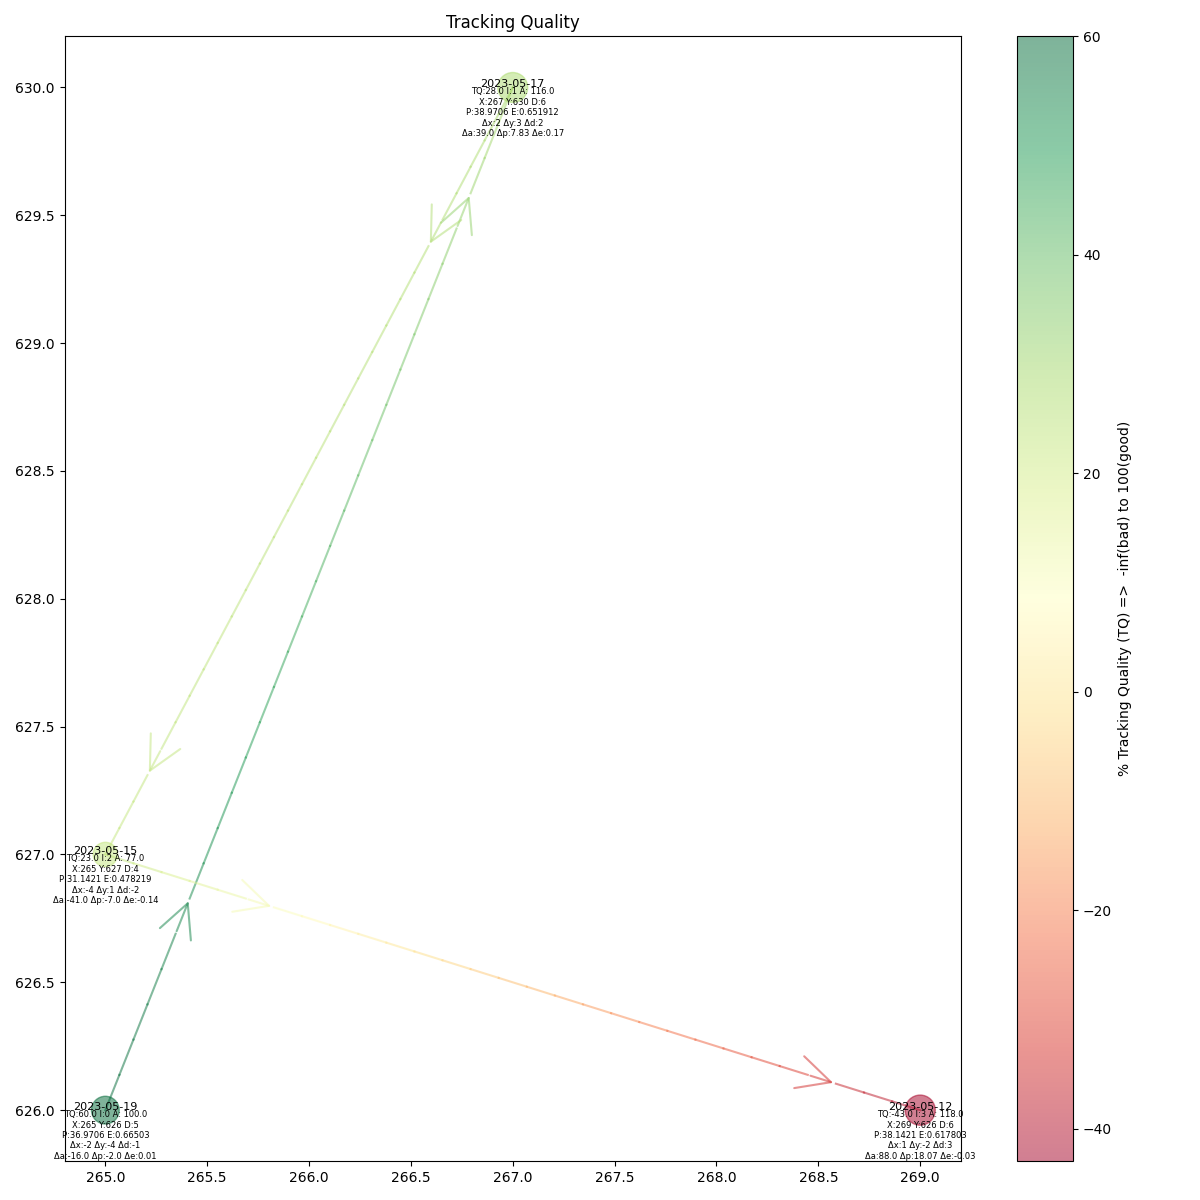 Tracking Quality
630.0
629.5
629.0
628.5
628.0
627.5
627.0
626.5
626.0
2023-05-17
TQ:28.0 I:1 A: 116.0
X:267 Y:630 D:6
P:38.9706 E:0.651912
Δx:2 Δy:3 Δd:2
Δa:39.0 Δp:7.83 Δe:0.17
2023-05-15
TQ:23.0 I:2 A: 77.0
X:265 Y:627 D:4
P:31.1421 E:0.478219
Δx:-4 Δy:1 Δd:-2
Δa:-41.0 Δp:-7.0 Δe:-0.14
2023-05-19
TQ:60.0 I:0 A: 100.0
X:265 Y:626 D:5
P:36.9706 E:0.66503
Δx:-2 Δy:-4 Δd:-1
Δa:-16.0 Δp:-2.0 Δe:0.01
2023-05-12
TQ:-43.0 I:3 A: 118.0
X:269 Y:626 D:6
P:38.1421 E:0.617803
Δx:1 Δy:-2 Δd:3
Δa:88.0 Δp:18.07 Δe:-0.03
265.0 265.5 266.0 266.5 267.0 267.5 268.0 268.5 269.0
60
40
20
0
−20
−40
% Tracking Quality (TQ) => -inf(bad) to 100(good)